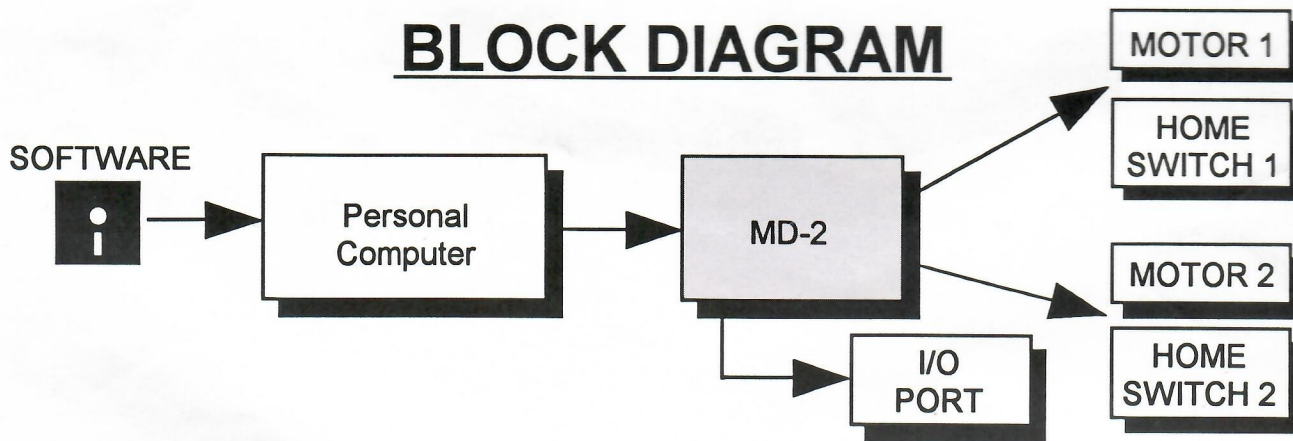 BLOCK DIAGRAM
SOFTWARE
Personal
Computer
MD-2
I/O
PORT
MOTOR 1
HOME
SWITCH 1
MOTOR 2
HOME
SWITCH 2